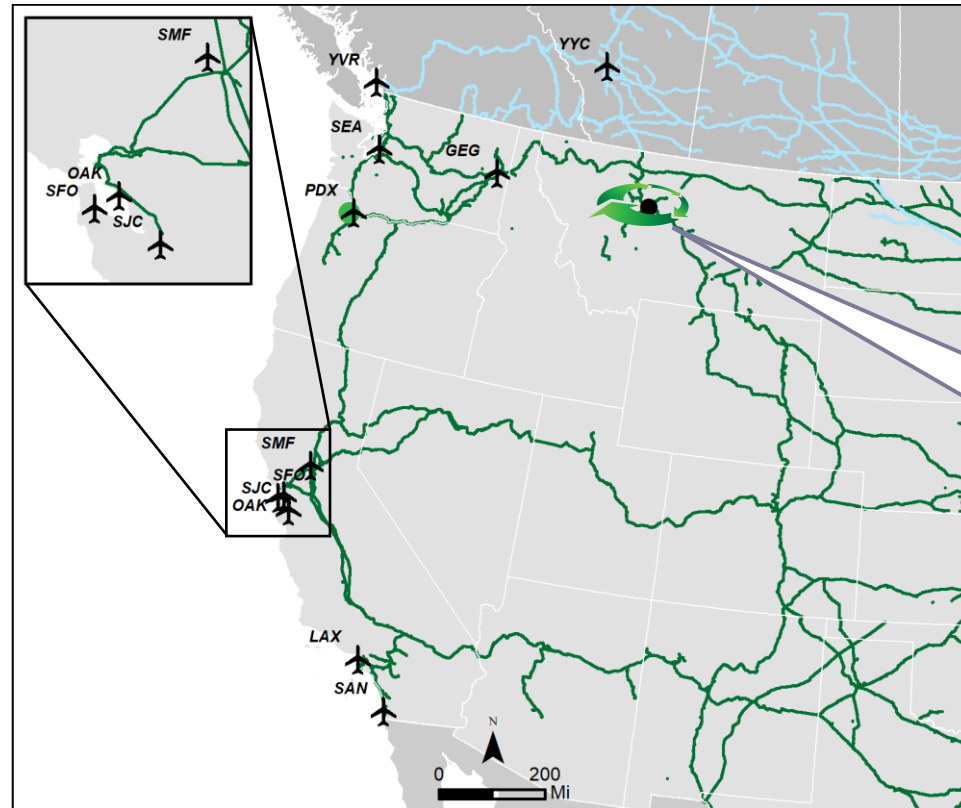 SMF
OAK
SFO
SJC
YVR
YYC
SEA
GEG
PDX
SMF
SFO
SJC
OAK
LAX
SAN
N
0 200
Mi